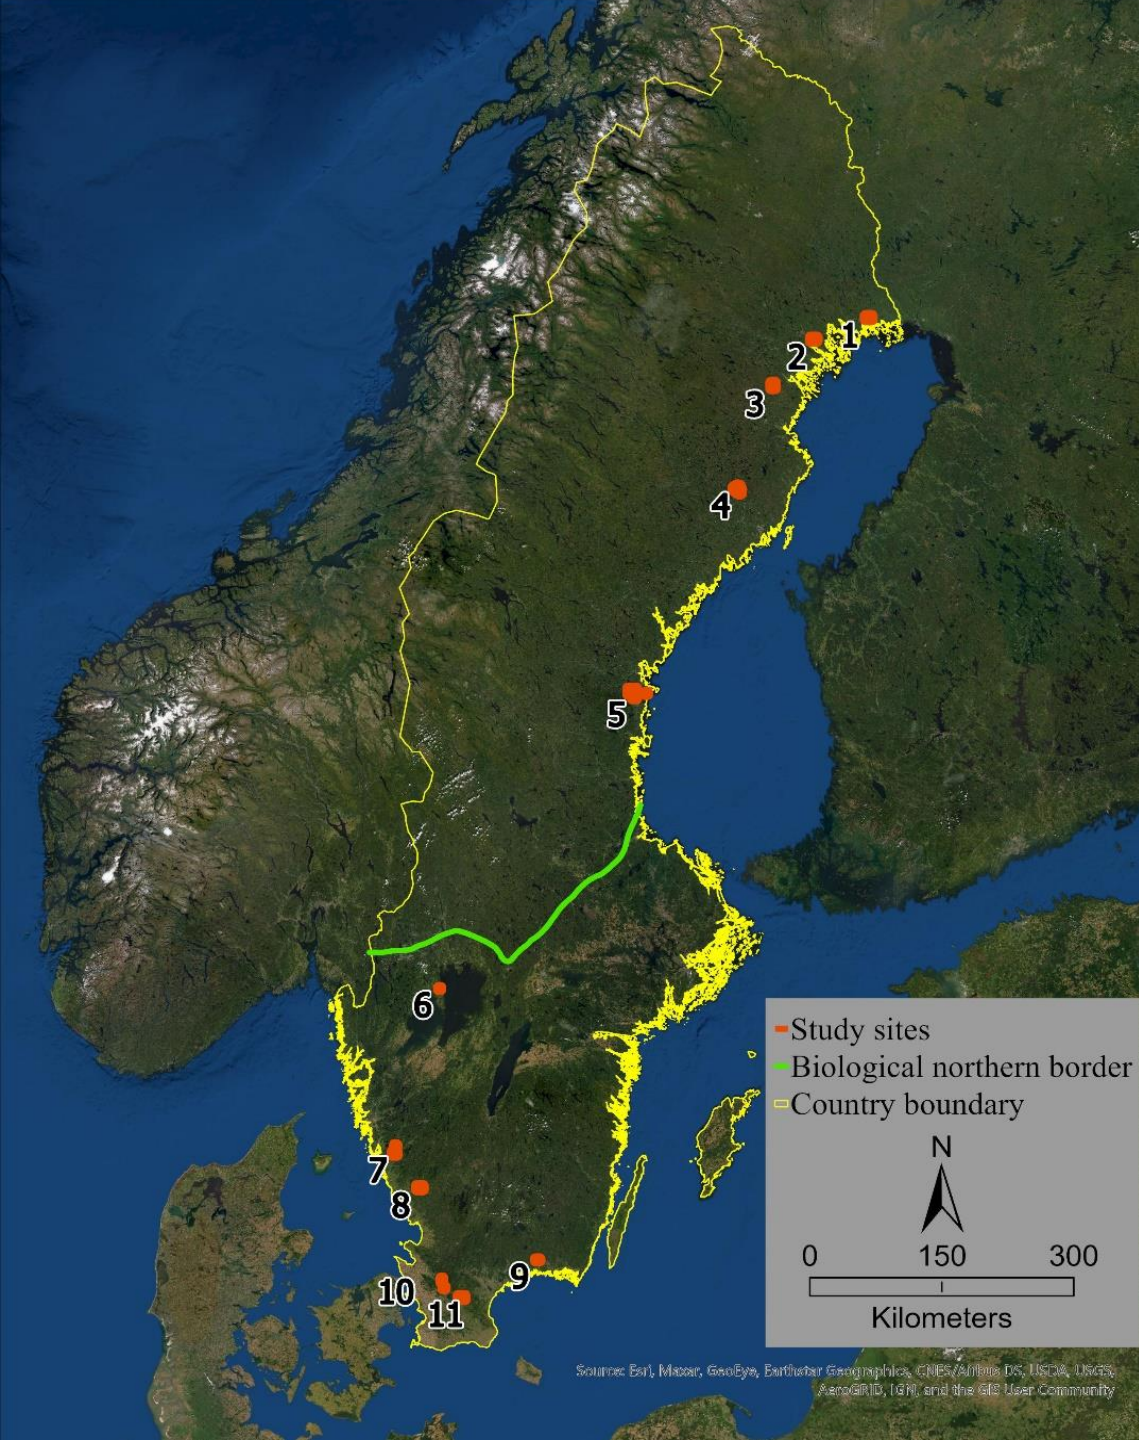 1
2
3
4
5
6
7
8
9
10
11
Study sites
Biological northern border
Country boundary
N
0 150 300
Kilometers
Source: Esri, Maxar, GeoEye, Earthstar Geographics, CNES/Airbus DS, USDA, USGS,
AeroGRID, IGN, and the GIS User Community